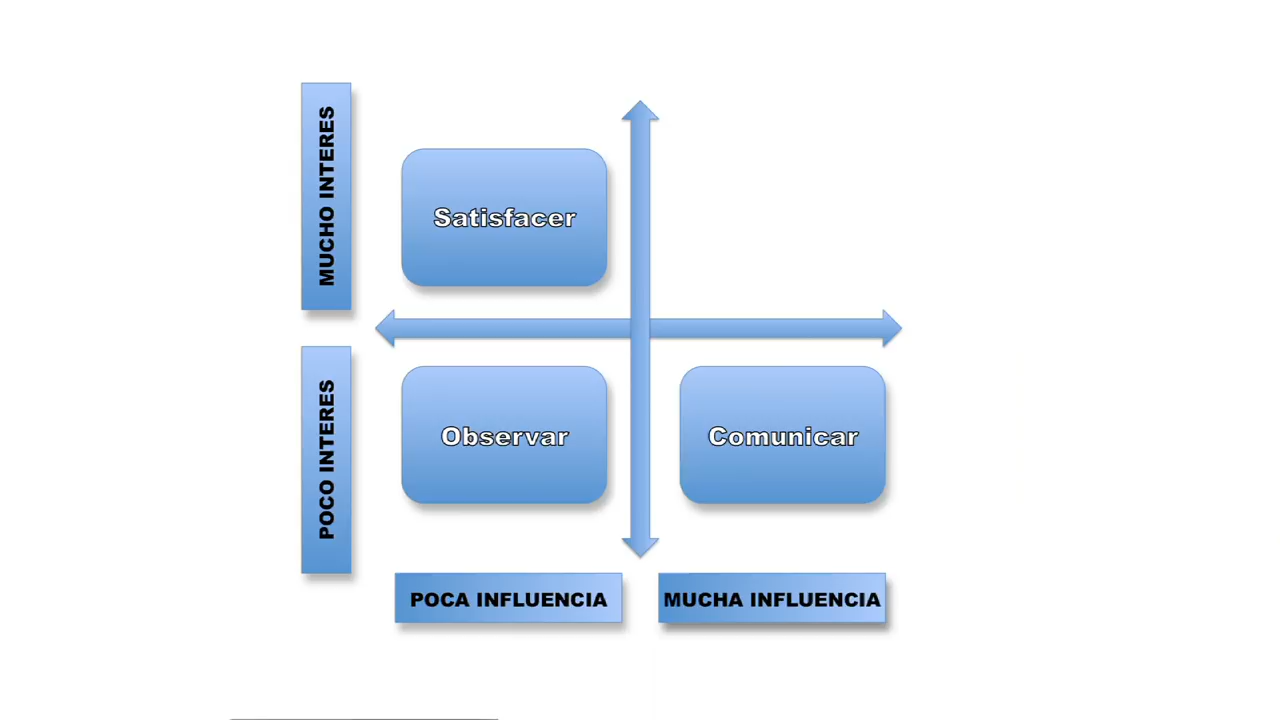 MUCHO INTERES
Satisfacer
POCO INTERES
Observar
Comunicar
POCA INFLUENCIA
MUCHA INFLUENCIA